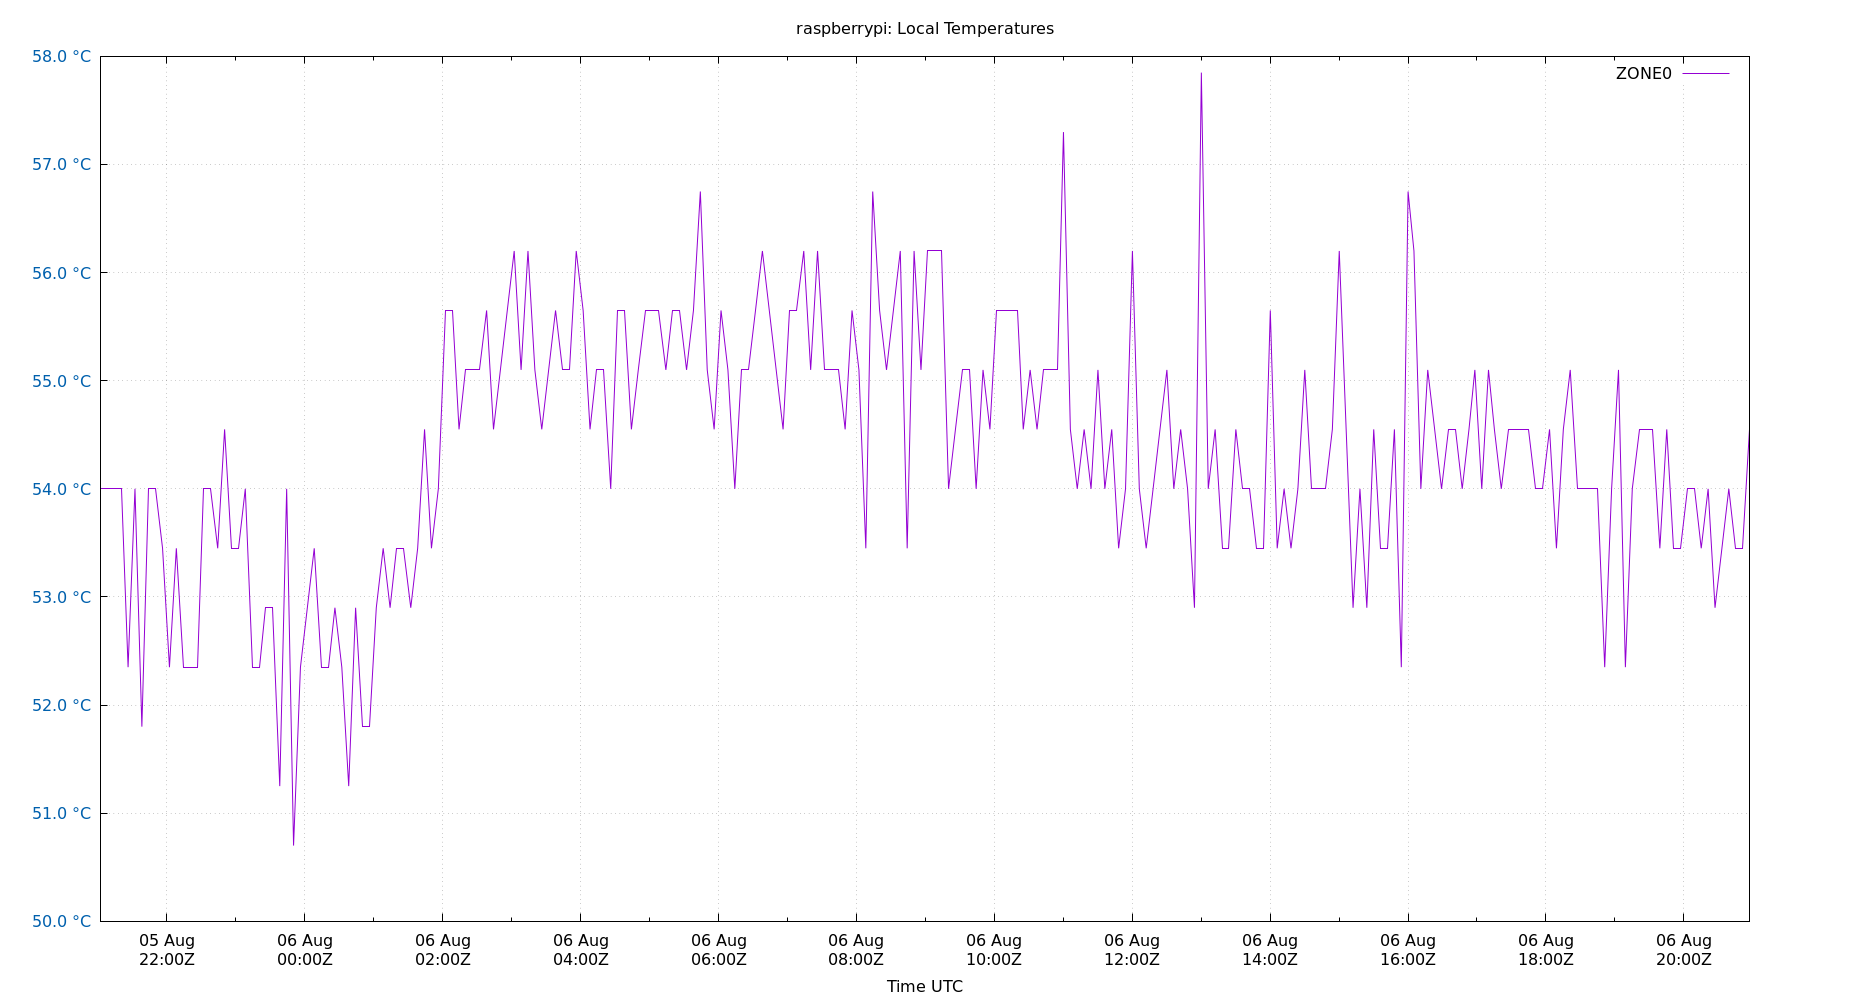 raspberrypi: Local Temperatures
58.0 °C
57.0 °C
56.0 °C
55.0 °C
54.0 °C
53.0 °C
52.0 °C
51.0 °C
50.0 °C
ZONE0
05 Aug
22:00Z
06 Aug
00:00Z
06 Aug
02:00Z
06 Aug
04:00Z
06 Aug
06:00Z
06 Aug
08:00Z
06 Aug
10:00Z
06 Aug
12:00Z
06 Aug
14:00Z
06 Aug
16:00Z
06 Aug
18:00Z
06 Aug
20:00Z
Time UTC